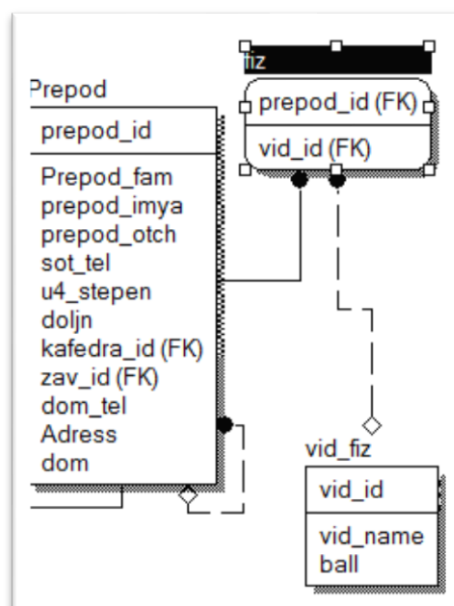 fiz
prepod_id (FK)
vid_id (FK)
Prepod
prepod_id
Prepod_fam
prepod_imya
prepod_otch
sot_tel
u4_stepen
doljn
kafedra_id (FK)
zav_id (FK)
dom_tel
Adress
dom
vid_fiz
vid_id
vid_name
ball